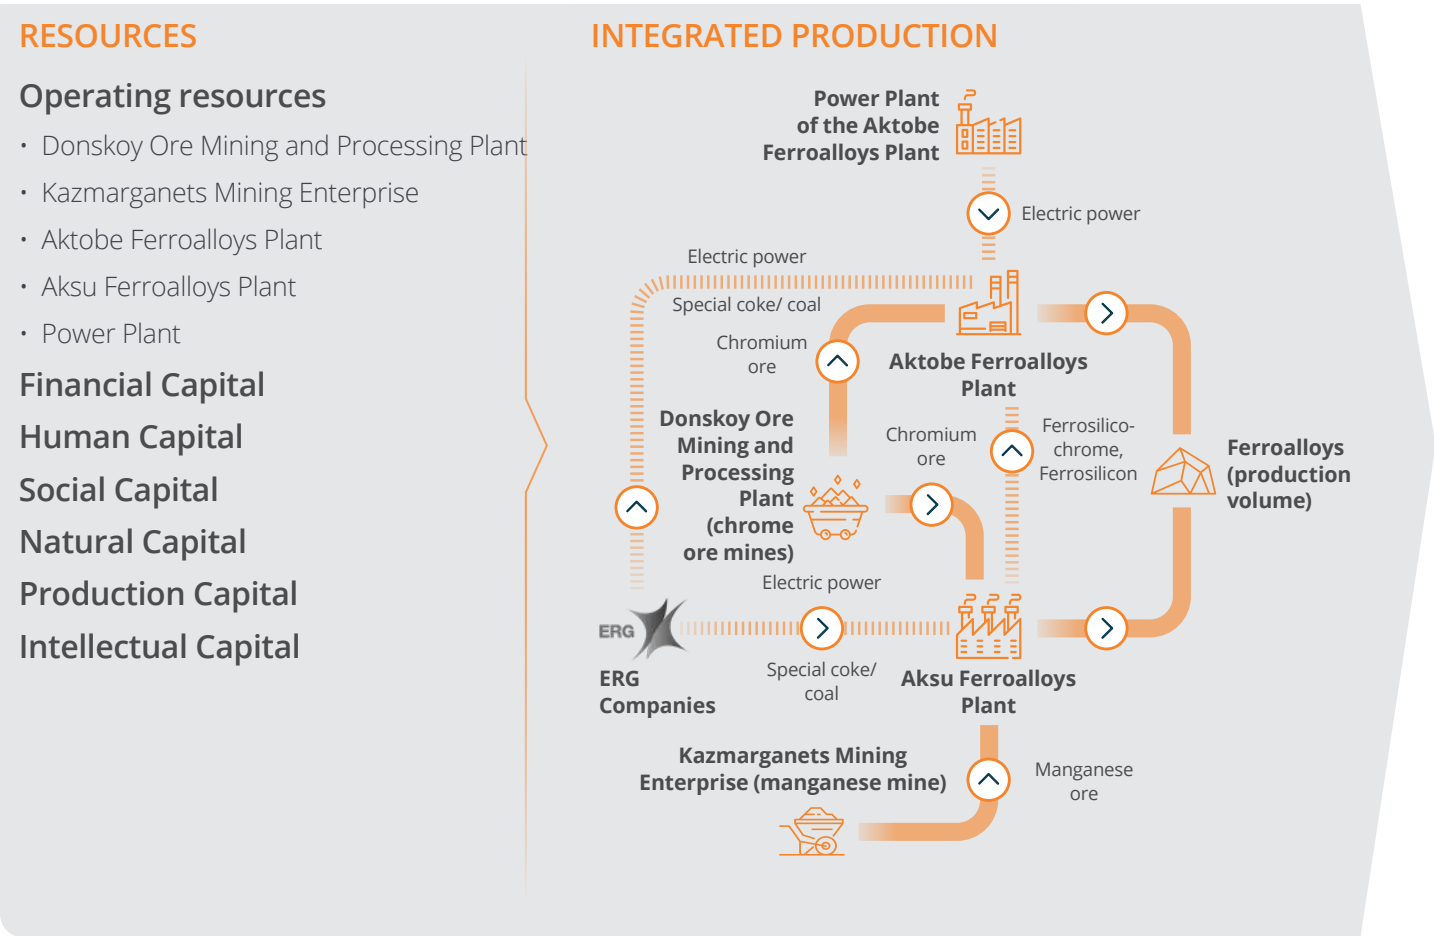 RESOURCES
Operating resources
• Donskoy Ore Mining and Processing Plant
• Kazmarganets Mining Enterprise
• Aktobe Ferroalloys Plant
• Aksu Ferroalloys Plant
• Power Plant
Financial Capital
Human Capital
Social Capital
Natural Capital
Production Capital
Intellectual Capital
INTEGRATED PRODUCTION
Power Plant
of the Aktobe
Ferroalloys Plant
Electric power
Electric power
Special coke/ coal
Chromium
ore
Aktobe Ferroalloys
Plant
Donskoy Ore
Mining and
Processing
Plant
(chrome
ore mines)
Chromium
ore
Ferrosilico-
chrome,
Ferrosilicon
Ferroalloys
(production
volume)
Electric power
ERG
ERG
Companies
Special coke/
coal
Aksu Ferroalloys
Plant
Kazmarganets Mining
Enterprise (manganese mine)
Manganese
ore